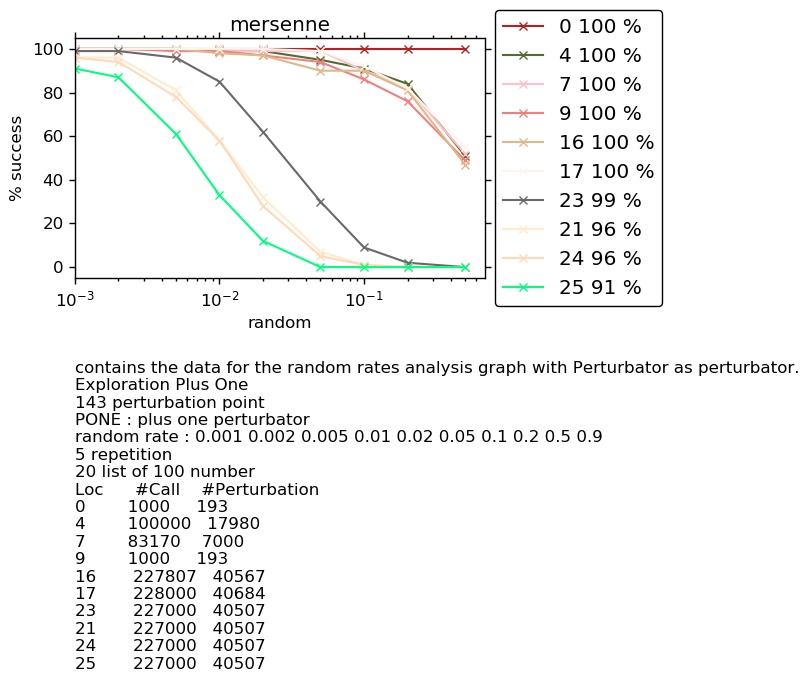 mersenne
100
80
60
40
20
0
% success
10⁻³
10⁻²
10⁻¹
random
0 100 %
4 100 %
7 100 %
9 100 %
16 100 %
17 100 %
23 99 %
21 96 %
24 96 %
25 91 %
contains the data for the random rates analysis graph with Perturbator as perturbator.
Exploration Plus One
143 perturbation point
PONE : plus one perturbator
random rate : 0.001 0.002 0.005 0.01 0.02 0.05 0.1 0.2 0.5 0.9
5 repetition
20 list of 100 number
Loc #Call #Perturbation
0 1000 193
4 100000 17980
7 83170 7000
9 1000 193
16 227807 40567
17 228000 40684
23 227000 40507
21 227000 40507
24 227000 40507
25 227000 40507